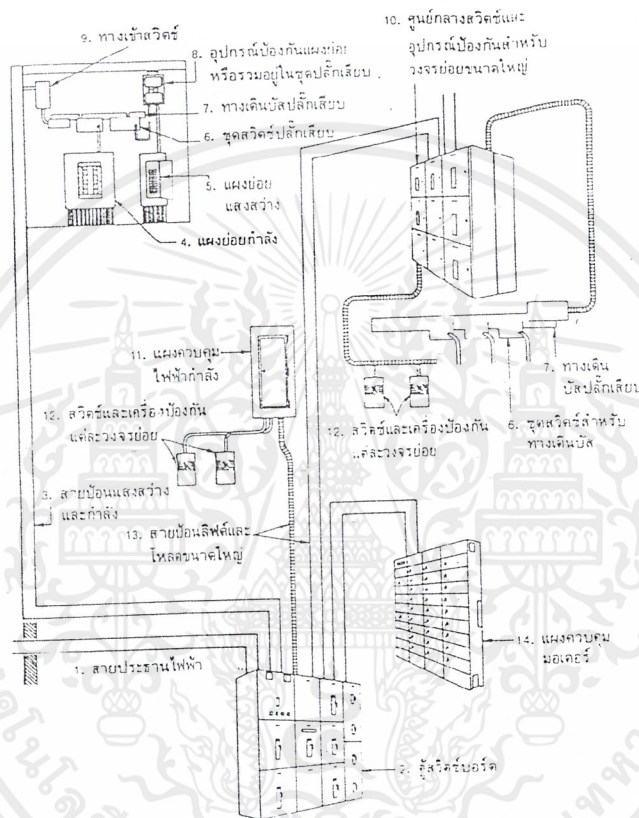 9. ทางเข้าสวิตช์
8. อุปกรณ์ป้องกันแผงย่อย
หรือรวมอยู่ในชุดปลั๊กเสียบ
7. ทางเดินบัสปลั๊กเสียบ
6. ชุดสวิตช์ปลั๊กเสียบ
5. แผงย่อย
แสงสว่าง
4. แผงย่อยกำลัง
10. ศูนย์กลางสวิตช์และ
อุปกรณ์ป้องกันสำหรับ
วงจรย่อยขนาดใหญ่
11. แผงควบคุม
ไฟฟ้ากำลัง
12. สวิตช์และเครื่องป้องกัน
แต่ละวงจรย่อย
7. ทางเดิน
บัสปลั๊กเสียบ
6. ชุดสวิตช์สำหรับ
ทางเดินบัส
12. สวิตช์และเครื่องป้องกัน
แต่ละวงจรย่อย
3. สายป้อนแสงสว่าง
และกำลัง
13. สายป้อนลิฟต์และ
โหลดขนาดใหญ่
14. แผงควบคุม
มอเตอร์
1. สายประธานไฟฟ้า
2. ตู้สวิตช์บอร์ด